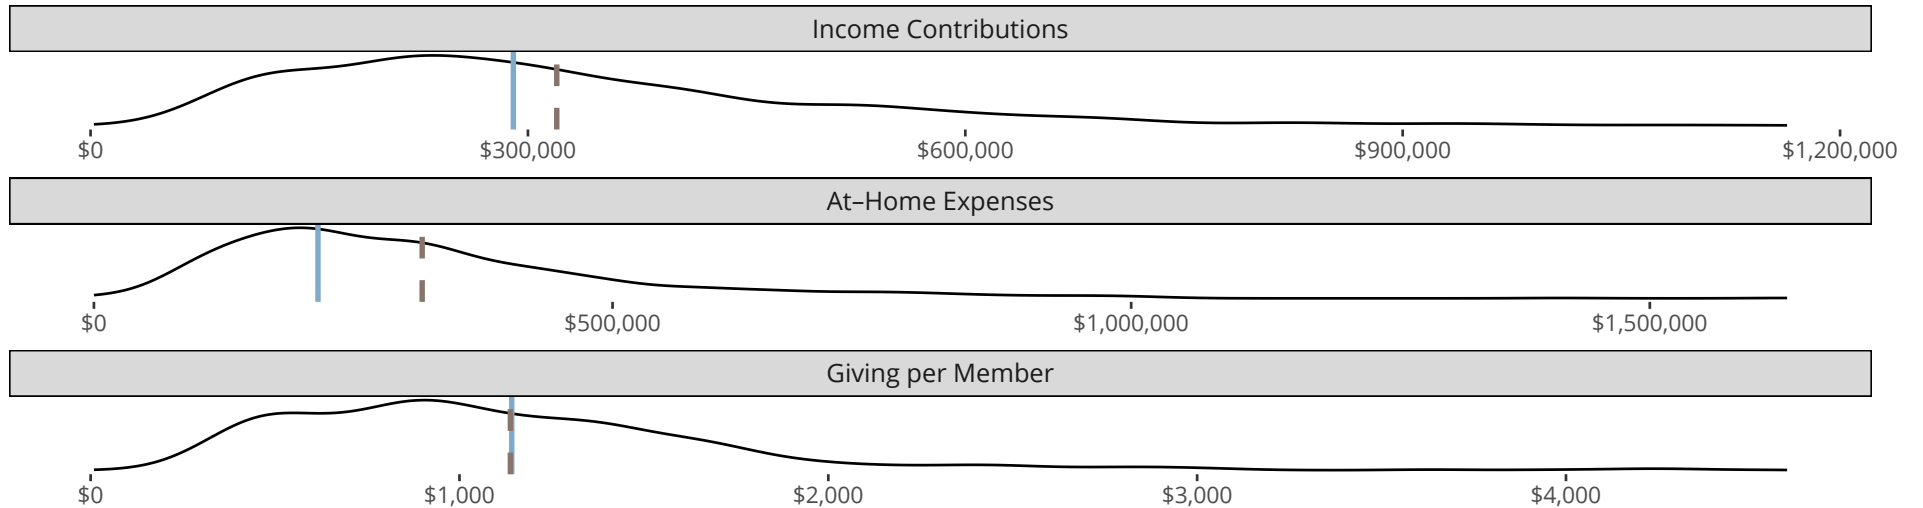 Income Contributions
$0 $300,000 $600,000 $900,000 $1,200,000
At–Home Expenses
$0 $500,000 $1,000,000 $1,500,000
Giving per Member
$0 $1,000 $2,000 $3,000 $4,000